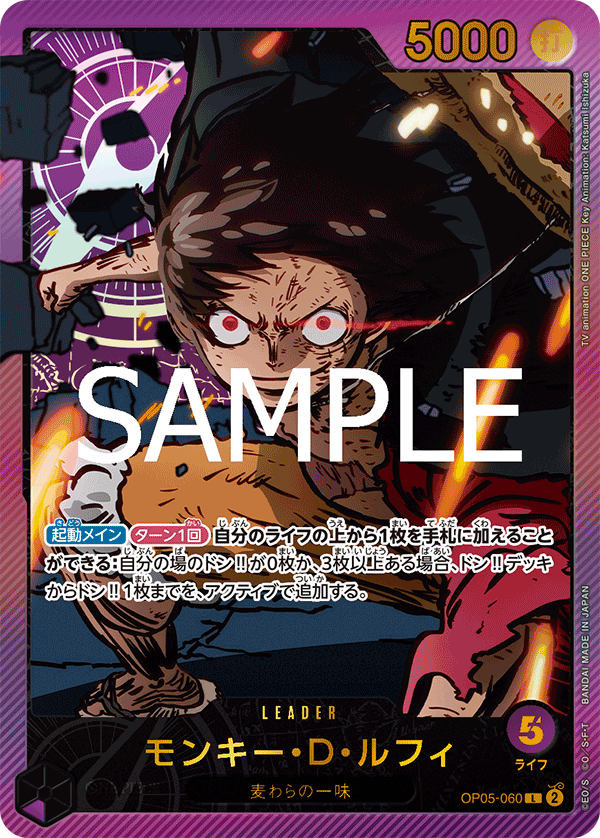 5000 打
TV animation ONE PIECE Key Animation: Katsumi Ishizuka
SAMPLE
起動メイン ターン1回 自分のライフの上から1枚を手札に加えること
ができる:自分の場のドン!!が0枚か、3枚以上ある場合、ドン!!デッキ
からドン!!1枚までを、アクティブで追加する。
LEADER
モンキー・D・ルフィ
5
ライフ
麦わらの一味
OP05-060 L 2
©E.O/S ©O/S・F・T BANDAI MADE IN JAPAN